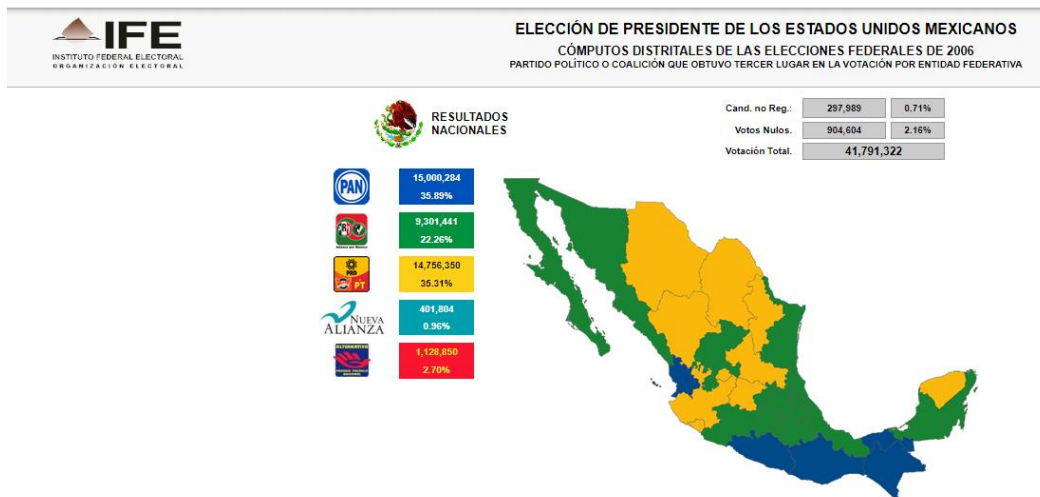 IFE
INSTITUTO FEDERAL ELECTORAL
ORGANIZACIÓN ELECTORAL
ELECCIÓN DE PRESIDENTE DE LOS ESTADOS UNIDOS MEXICANOS
CÓMPUTOS DISTRITALES DE LAS ELECCIONES FEDERALES DE 2006
PARTIDO POLÍTICO O COALICIÓN QUE OBTUVO TERCER LUGAR EN LA VOTACIÓN POR ENTIDAD FEDERATIVA
RESULTADOS
NACIONALES
Cand. no Reg.: 297,989 0.71%
Votos Nulos. 904,604 2.16%
Votación Total. 41,791,322
PAN
15,000,284
35.89%
9,301,441
22.26%
PRD
PT
14,756,350
35.31%
NUEVA
ALIANZA
401,804
0.96%
ALTERNATIVA
1,128,850
2.70%